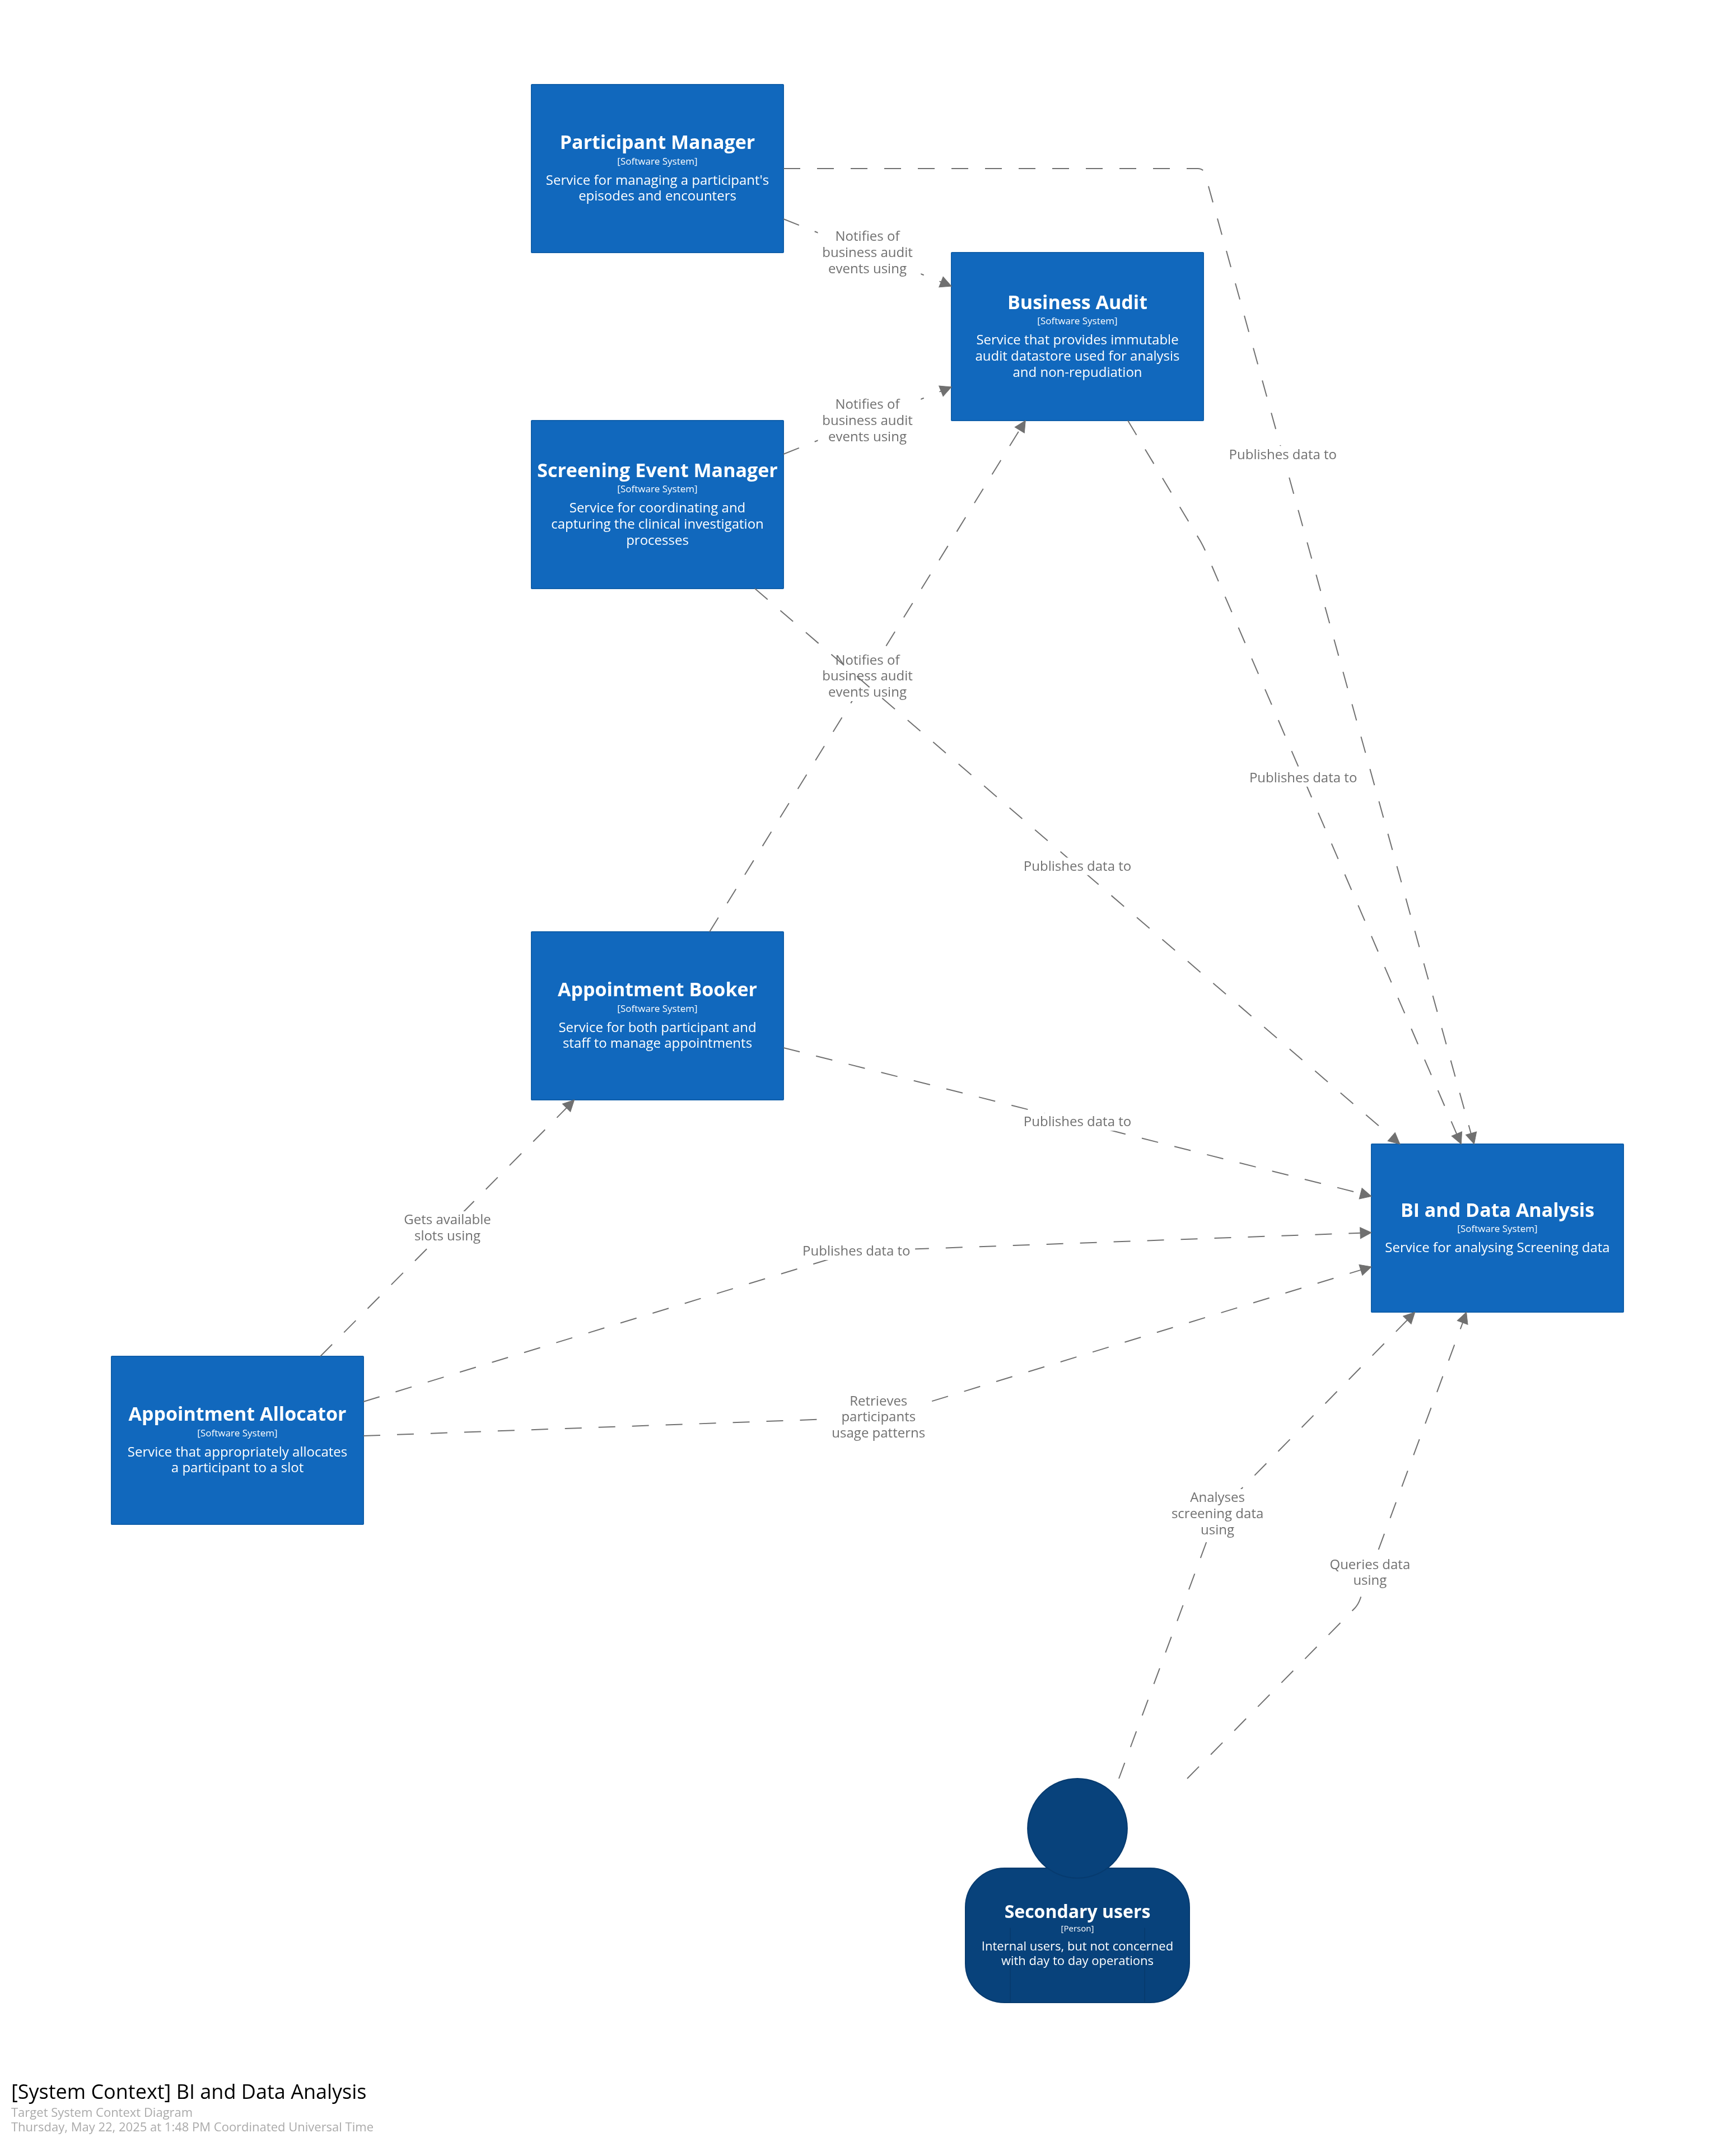 Participant Manager
[Software System]
Service for managing a participant's
episodes and encounters
Notifies of
business audit
events using
Business Audit
[Software System]
Service that provides immutable
audit datastore used for analysis
and non-repudiation
Notifies of
business audit
events using
Screening Event Manager
[Software System]
Service for coordinating and
capturing the clinical investigation
processes
Publishes data to
Notifies of
business audit
events using
Publishes data to
Publishes data to
Appointment Booker
[Software System]
Service for both participant and
staff to manage appointments
Publishes data to
Gets available
slots using
Publishes data to
BI and Data Analysis
[Software System]
Service for analysing Screening data
Appointment Allocator
[Software System]
Service that appropriately allocates
a participant to a slot
Retrieves
participants
usage patterns
Analyses
screening data
using
Queries data
using
Secondary users
[Person]
Internal users, but not concerned
with day to day operations
[System Context] BI and Data Analysis
Target System Context Diagram
Thursday, May 22, 2025 at 1:48 PM Coordinated Universal Time